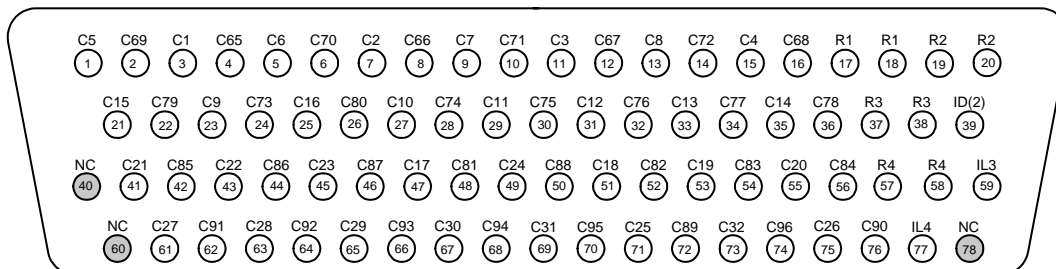 C5 C69 C1 C65 C6 C70 C2 C66 C7 C71 C3 C67 C8 C72 C4 C68 R1 R1 R2 R2
1 2 3 4 5 6 7 8 9 10 11 12 13 14 15 16 17 18 19 20
C15 C79 C9 C73 C16 C80 C10 C74 C11 C75 C12 C76 C13 C77 C14 C78 R3 R3 ID(2)
21 22 23 24 25 26 27 28 29 30 31 32 33 34 35 36 37 38 39
NC C21 C85 C22 C86 C23 C87 C17 C81 C24 C88 C18 C82 C19 C83 C20 C84 R4 R4 IL3
40 41 42 43 44 45 46 47 48 49 50 51 52 53 54 55 56 57 58 59
NC C27 C91 C28 C92 C29 C93 C30 C94 C31 C95 C25 C89 C32 C96 C26 C90 IL4 NC
60 61 62 63 64 65 66 67 68 69 70 71 72 73 74 75 76 77 78